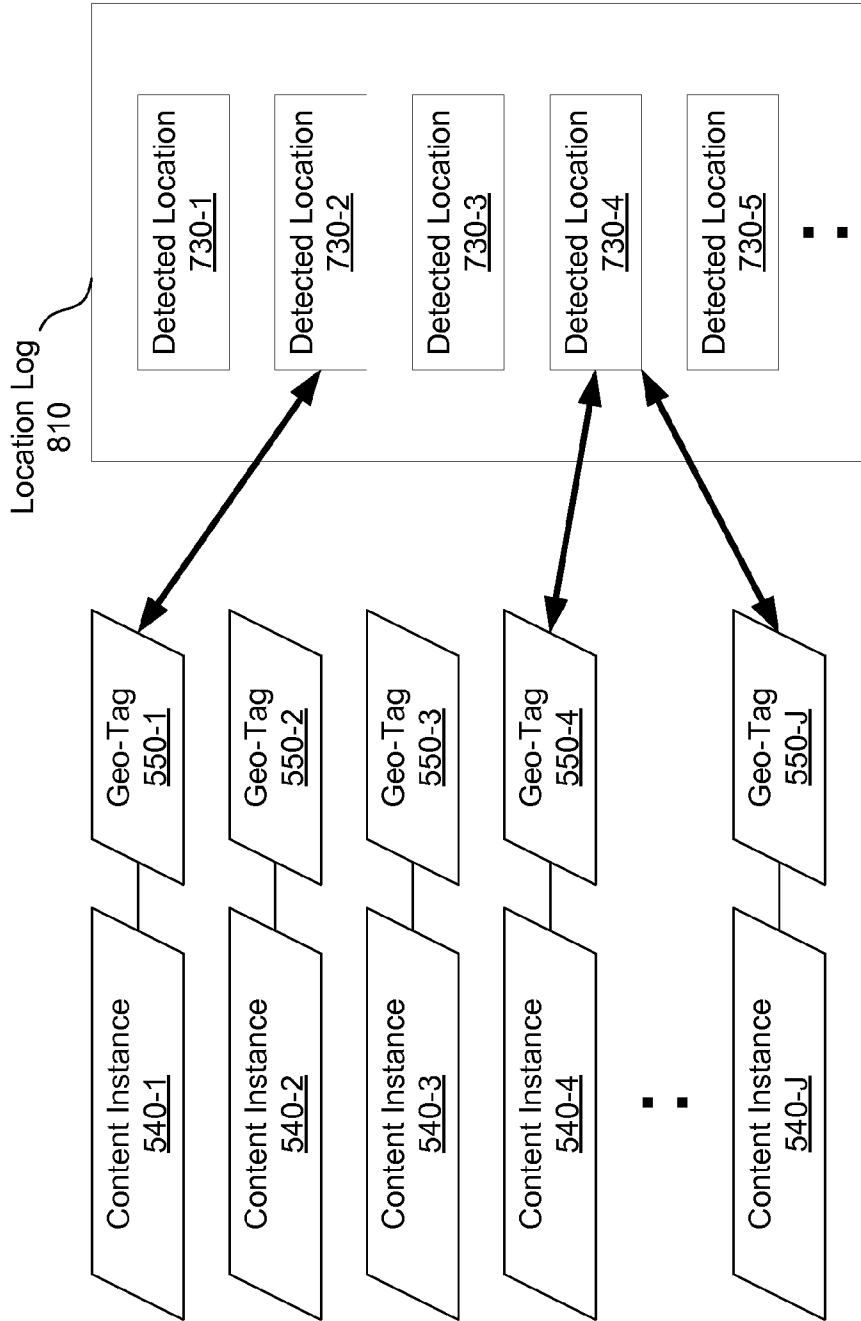 Location Log
810
Content Instance
540-1
Geo-Tag
550-1
Detected Location
730-1
Content Instance
540-2
Geo-Tag
550-2
Detected Location
730-2
Content Instance
540-3
Geo-Tag
550-3
Detected Location
730-3
Content Instance
540-4
Geo-Tag
550-4
Detected Location
730-4
Content Instance
540-J
Geo-Tag
550-J
Detected Location
730-5